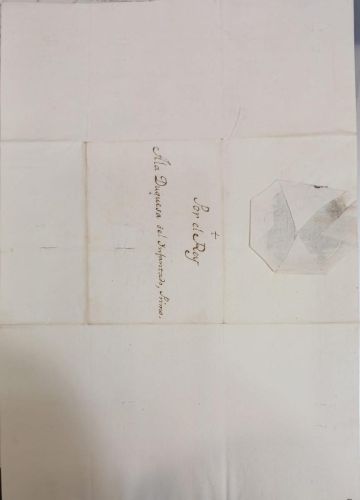 +
Por el Rey
A la Duquesa del Infantado, Prima.